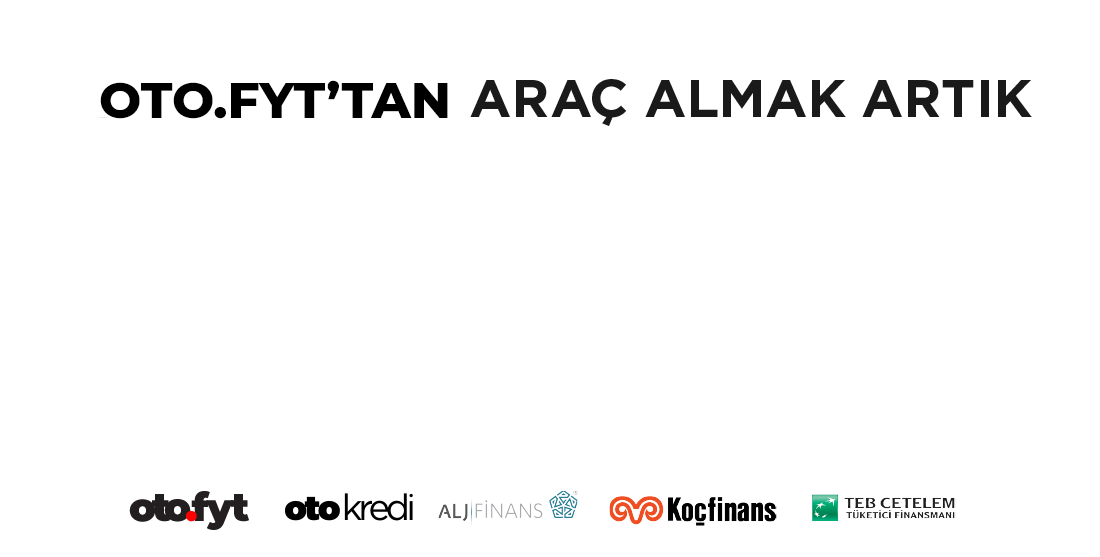 OTO.FYT’TAN ARAÇ ALMAK ARTIK
oto.fyt
otokredi
ALJ FİNANS
Koçfinans
TEB CETELEM
TÜKETİCİ FİNANSMANI